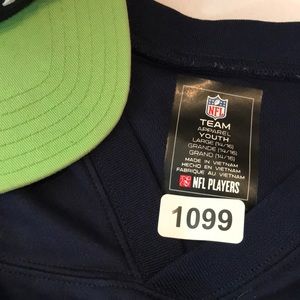 NFL
TEAM
APPAREL
YOUTH
LARGE (14/16)
GRANDE (14/16)
GRAND (14/16)
MADE IN VIETNAM
HECHO EN VIETNAM
FABRIQUE AU VIETNAM
NFL PLAYERS
1099